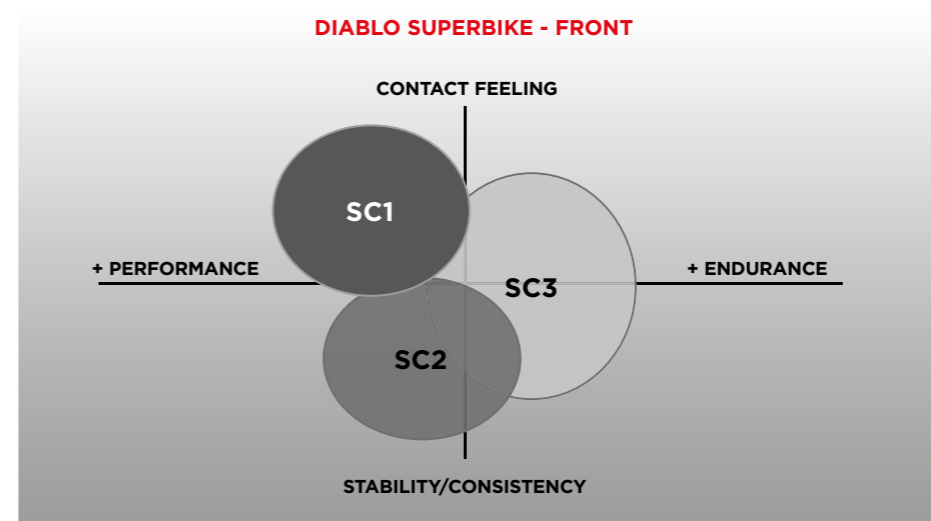 DIABLO SUPERBIKE - FRONT
CONTACT FEELING
SC1
+ PERFORMANCE
+ ENDURANCE
SC3
SC2
STABILITY/CONSISTENCY